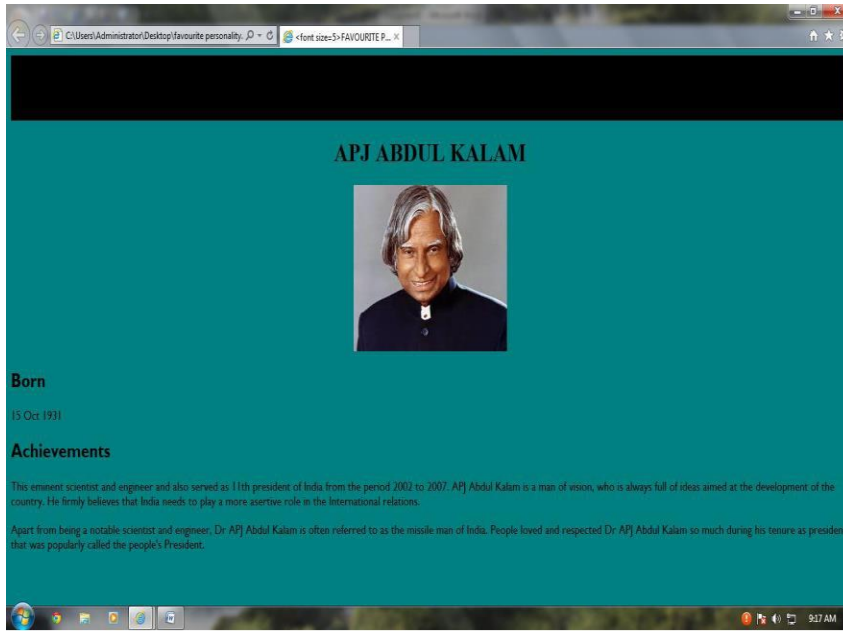 C:\Users\Administrator\Desktop\favourite personality.
<font size=5>FAVOURITE P...
APJ ABDUL KALAM
Born
15 Oct 1931
Achievements
This eminent scientist and engineer and also served as 11th president of India from the period 2002 to 2007. APJ Abdul Kalam is a man of vision, who is always full of ideas aimed at the development of the
country. He firmly believes that India needs to play a more asertive role in the International relations.
Apart from being a notable scientist and engineer, Dr APJ Abdul Kalam is often referred to as the missile man of India. People loved and respected Dr APJ Abdul Kalam so much during his tenure as presiden
that was popularly called the people's President.
9:17 AM